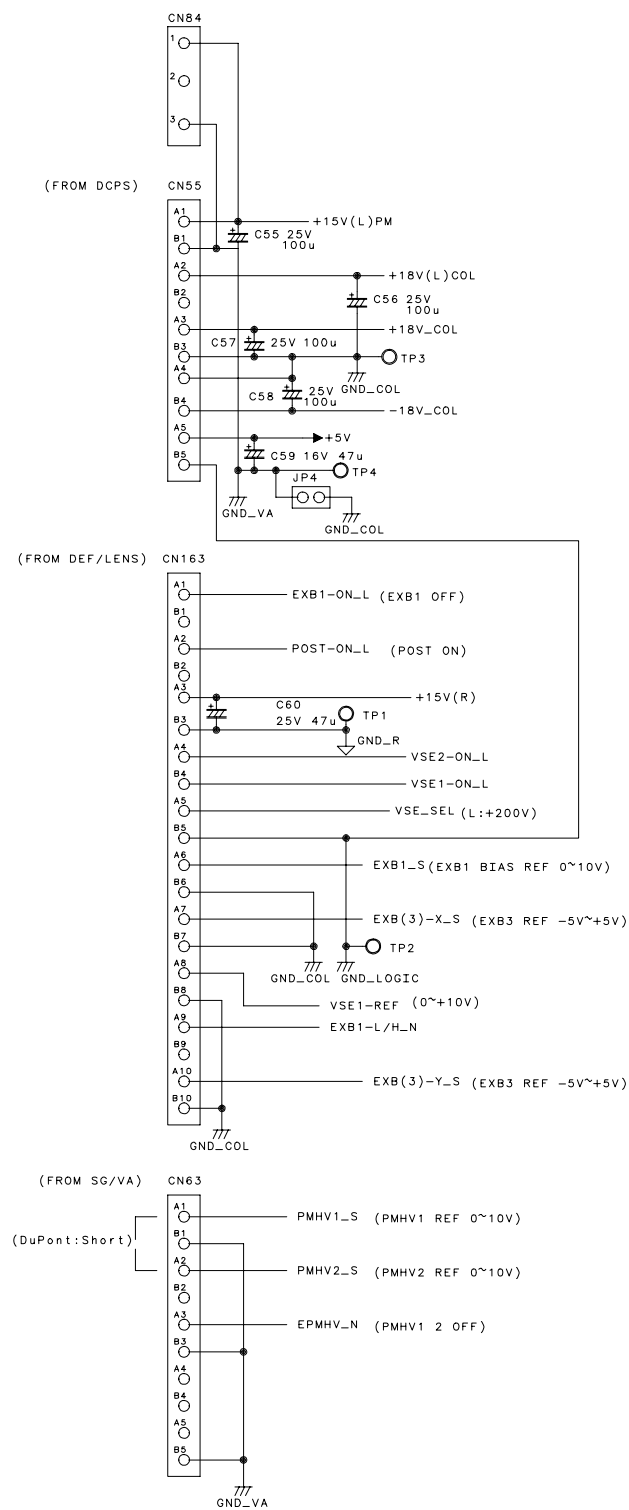 CN84
1
2
3
(FROM DCPS) CN55
A1 +15V(L)PM
C55 25V
100u
B1
A2 +18V(L)COL
B2
C56 25V
100u
A3 +18V_COL
C57 25V 100u
B3 TP3
A4
GND_COL
C58 25V
100u
B4 -18V_COL
A5 +5V
C59 16V 47u
B5
TP4
JP4
GND_VA
GND_COL
(FROM DEF/LENS) CN163
A1 EXB1-ON_L (EXB1 OFF)
B1
A2 POST-ON_L (POST ON)
B2
A3 +15V(R)
C60
25V 47u
TP1
B3
GND_R
A4 VSE2-ON_L
B4 VSE1-ON_L
A5 VSE_SEL (L:+200V)
B5
A6 EXB1_S (EXB1 BIAS REF 0~10V)
B6
A7 EXB(3)-X_S (EXB3 REF -5V~+5V)
B7 TP2
A8 GND_COL GND_LOGIC
B8 VSE1-REF (0~+10V)
A9 EXB1-L/H_N
B9
A10 EXB(3)-Y_S (EXB3 REF -5V~+5V)
B10
GND_COL
(FROM SG/VA) CN63
A1 PMHV1_S (PMHV1 REF 0~10V)
(DuPont:Short)
B1
A2 PMHV2_S (PMHV2 REF 0~10V)
B2
A3 EPMHV_N (PMHV1 2 OFF)
B3
A4
B4
A5
B5
GND_VA